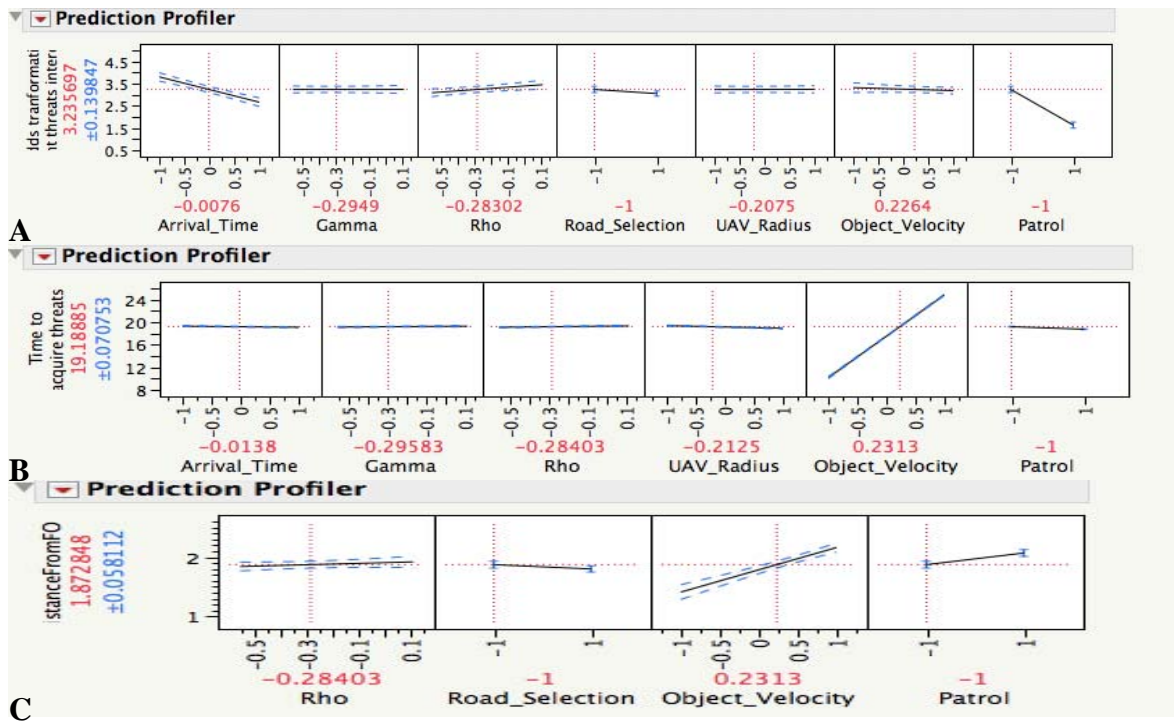 Prediction Profiler
lds tranformati
nt threats intern
3.235697
±0.139847
4.5
3.5
2.5
1.5
0.5
-1 -0.5 0 0.5 1 -0.5 -0.3 -0.1 0.1 -0.5 -0.3 -0.1 0.1 -1 1 -1 -0.5 0 0.5 1 -1 -0.5 0 0.5 1 -1 1
-0.0076 -0.2949 -0.28302 -1 -0.2075 0.2264 -1
Arrival_Time Gamma Rho Road_Selection UAV_Radius Object_Velocity Patrol
A
Prediction Profiler
Time to
acquire threats
19.18885
±0.070753
24
20
16
12
8
-1 -0.5 0 0.5 1 -0.5 -0.3 -0.1 0.1 -0.5 -0.3 -0.1 0.1 -1 -0.5 0 0.5 1 -1 -0.5 0 0.5 1 -1 1
-0.0138 -0.29583 -0.28403 -0.2125 0.2313 -1
Arrival_Time Gamma Rho UAV_Radius Object_Velocity Patrol
B
Prediction Profiler
stanceFromFO
1.872848
±0.058112
2
1
-0.5 -0.3 -0.1 0.1 -1 1 -1 -0.5 0 0.5 1 -1 1
-0.28403 -1 0.2313 -1
Rho Road_Selection Object_Velocity Patrol
C